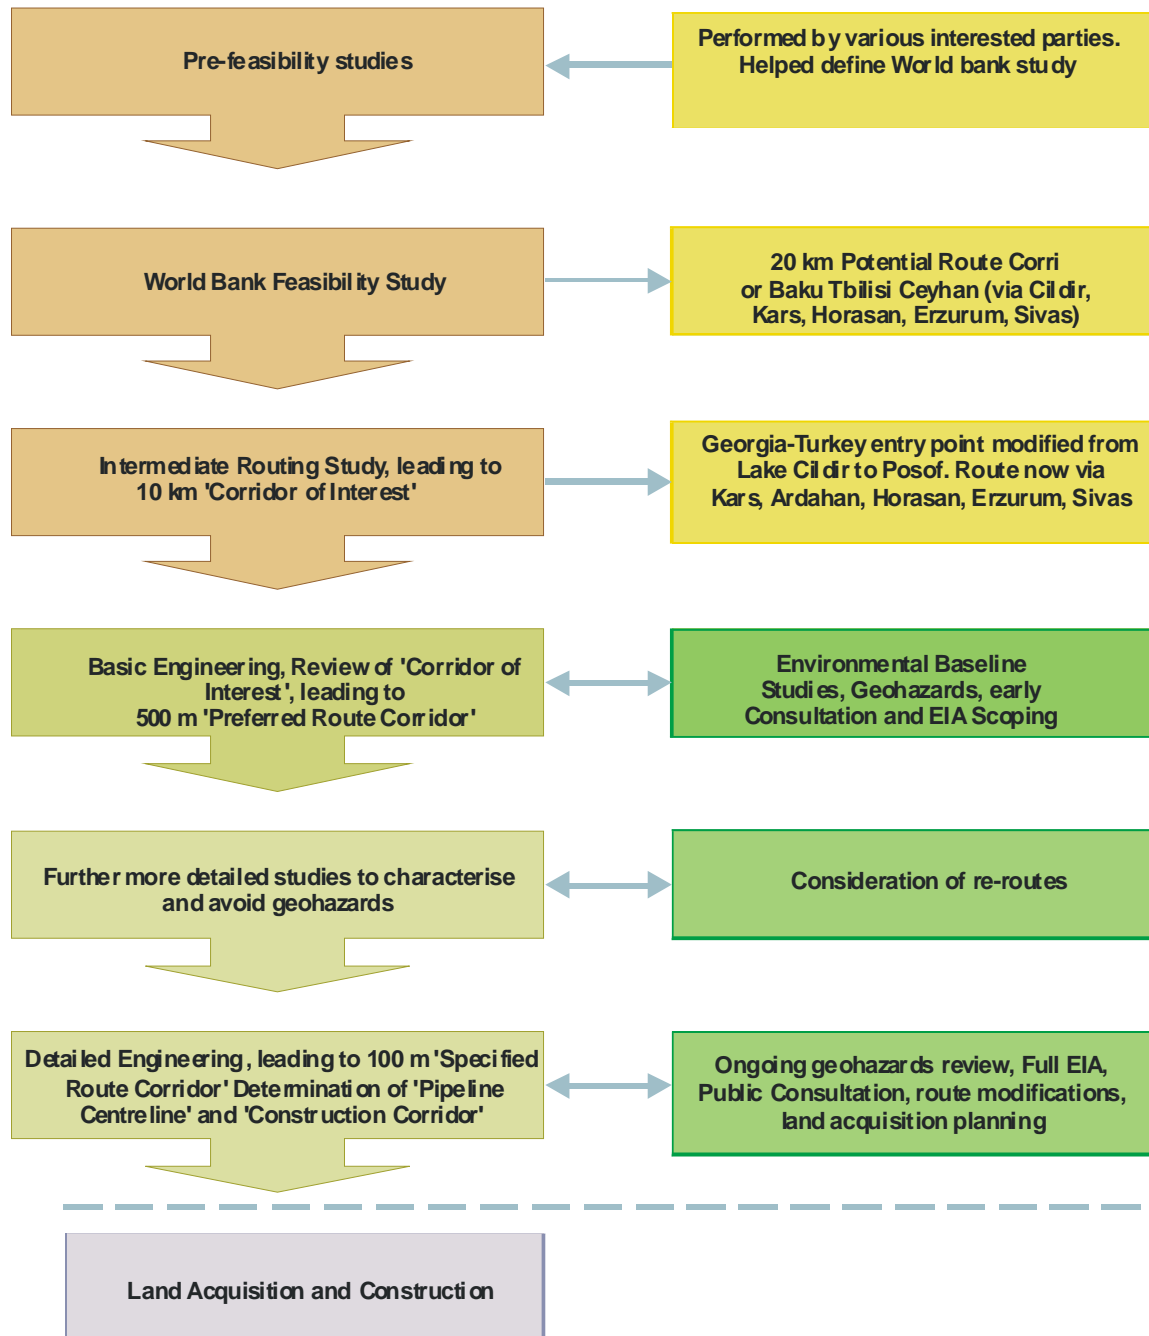 Pre-feasibility studies
Performed by various interested parties.
Helped define World bank study
World Bank Feasibility Study
20 km Potential Route Corri
or Baku Tbilisi Ceyhan (via Cildir,
Kars, Horasan, Erzurum, Sivas)
Intermediate Routing Study, leading to
10 km 'Corridor of Interest'
Georgia-Turkey entry point modified from
Lake Cildir to Posof. Route now via
Kars, Ardahan, Horasan, Erzurum, Sivas
Basic Engineering, Review of 'Corridor of
Interest', leading to
500 m 'Preferred Route Corridor'
Environmental Baseline
Studies, Geohazards, early
Consultation and EIA Scoping
Further more detailed studies to characterise
and avoid geohazards
Consideration of re-routes
Detailed Engineering, leading to 100 m 'Specified
Route Corridor' Determination of 'Pipeline
Centreline' and 'Construction Corridor'
Ongoing geohazards review, Full EIA,
Public Consultation, route modifications,
land acquisition planning
Land Acquisition and Construction